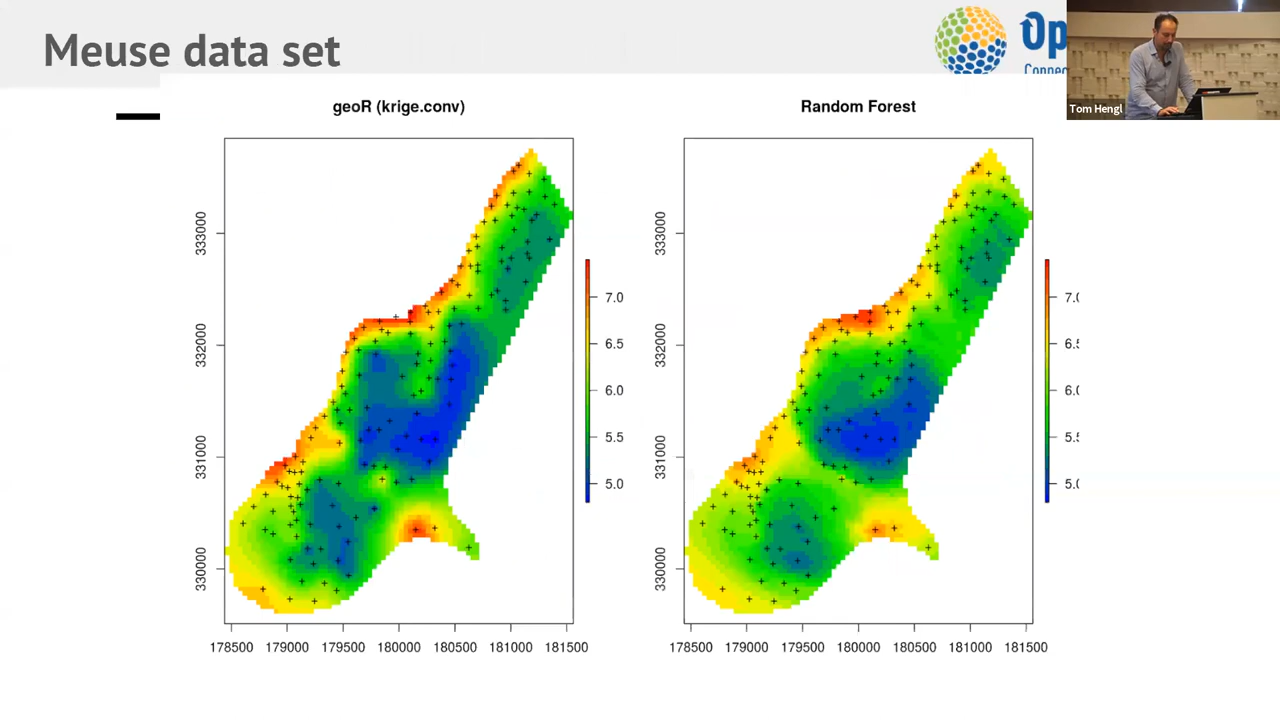 Meuse data set
Op
Connec
Tom Hengl
geoR (krige.conv)
Random Forest
333000
332000
331000
330000
178500 179000 179500 180000 180500 181000 181500
7.0
6.5
6.0
5.5
5.0
333000
332000
331000
330000
178500 179000 179500 180000 180500 181000 181500
7.0
6.5
6.0
5.5
5.0